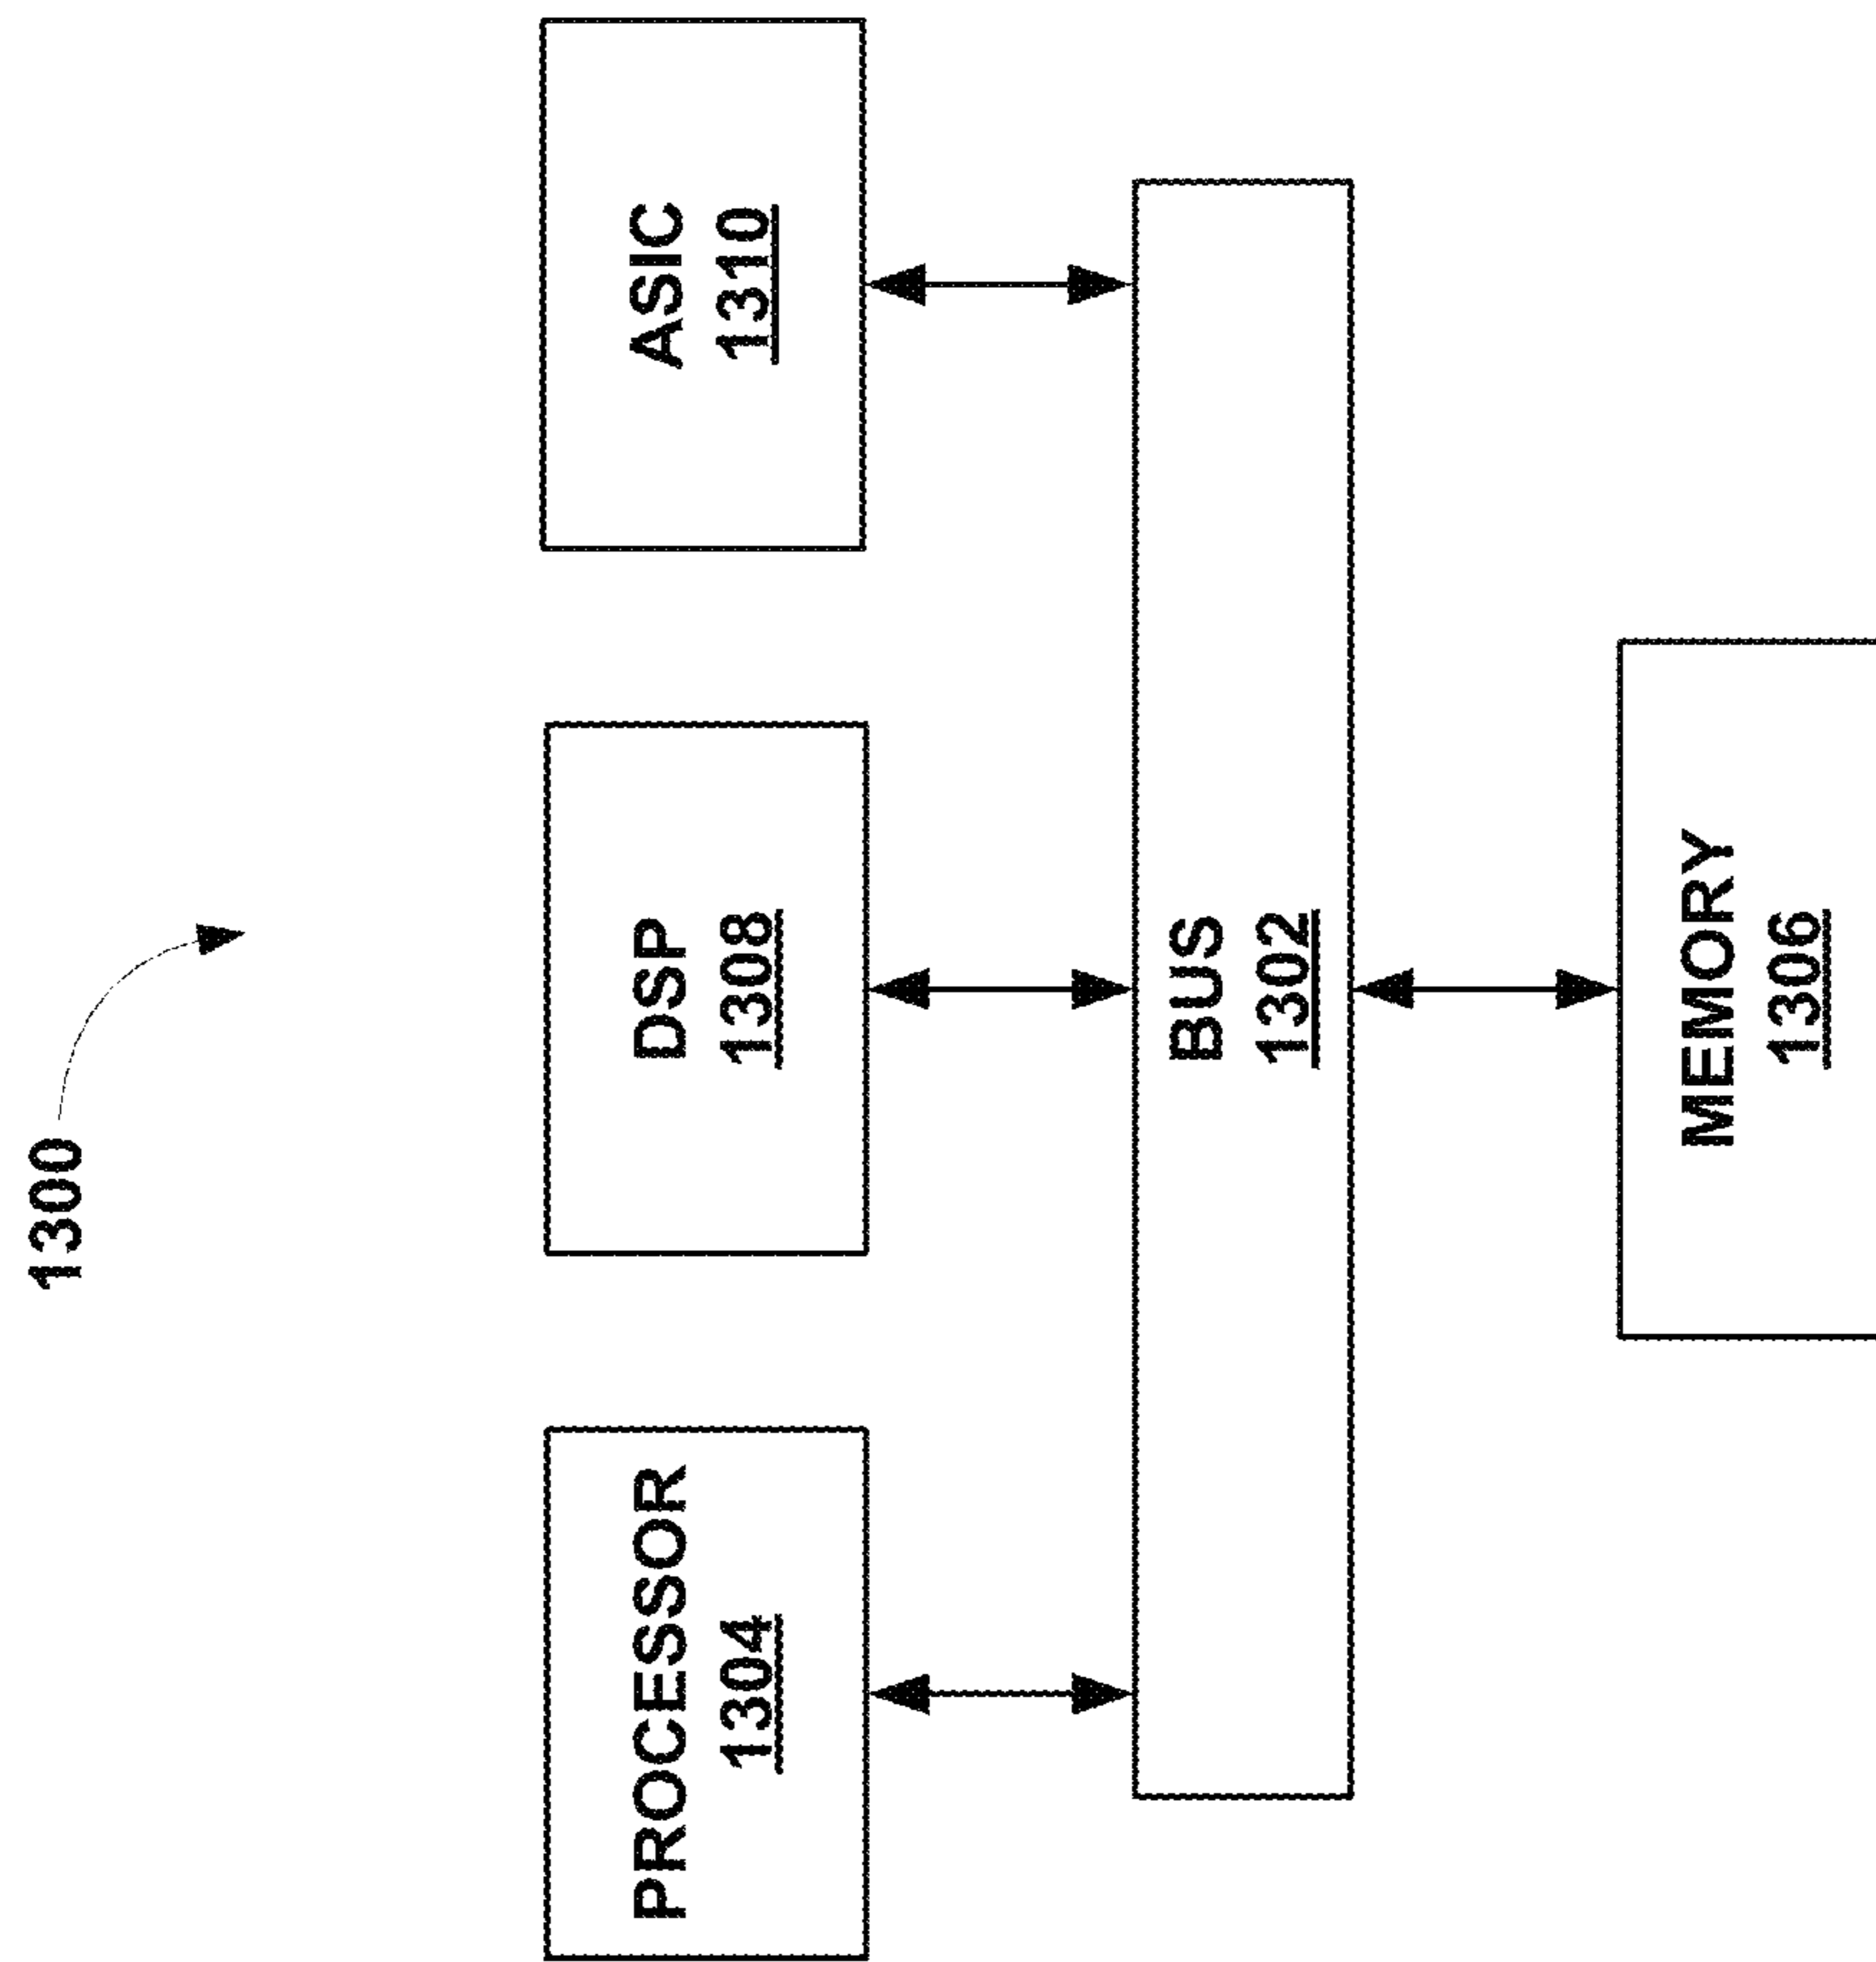 1300
PROCESSOR
1304
DSP
1308
ASIC
1310
BUS
1302
MEMORY
1306